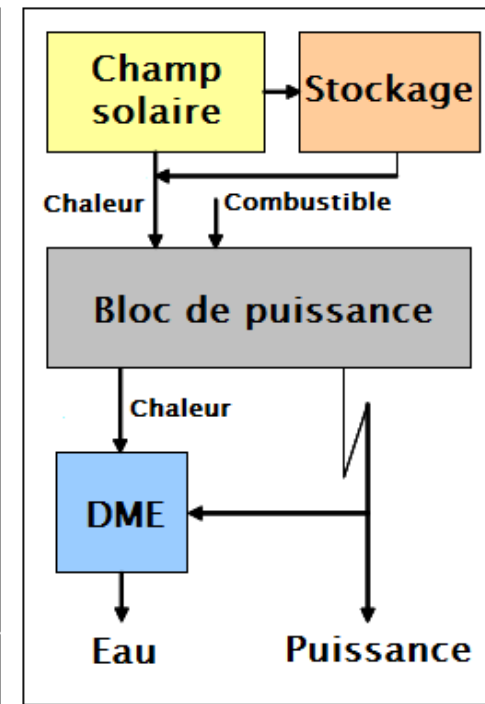 Champ
solaire
Stockage
Chaleur
Combustible
Bloc de puissance
Chaleur
DME
Eau
Puissance